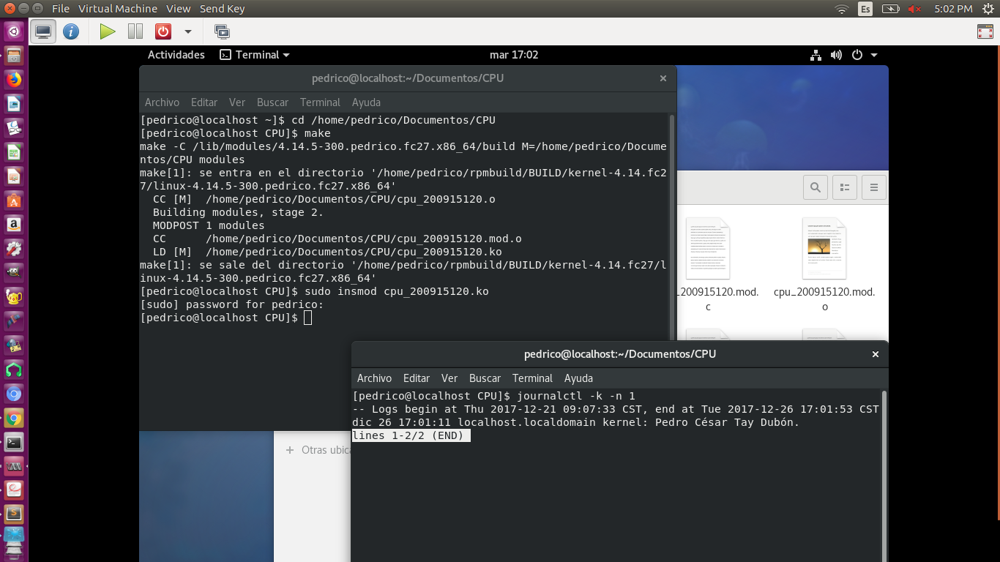 File Virtual Machine View Send Key
Es
5:02 PM
Actividades
Terminal
mar 17:02
pedrico@localhost:~/Documentos/CPU
Archivo Editar Ver Buscar Terminal Ayuda
[pedrico@localhost ~]$ cd /home/pedrico/Documentos/CPU
[pedrico@localhost CPU]$ make
make -C /lib/modules/4.14.5-300.pedrico.fc27.x86_64/build M=/home/pedrico/Docume
ntos/CPU modules
make[1]: se entra en el directorio '/home/pedrico/rpmbuild/BUILD/kernel-4.14.fc2
7/linux-4.14.5-300.pedrico.fc27.x86_64'
  CC [M]  /home/pedrico/Documentos/CPU/cpu_200915120.o
  Building modules, stage 2.
  MODPOST 1 modules
  CC      /home/pedrico/Documentos/CPU/cpu_200915120.mod.o
  LD [M]  /home/pedrico/Documentos/CPU/cpu_200915120.ko
make[1]: se sale del directorio '/home/pedrico/rpmbuild/BUILD/kernel-4.14.fc27/l
inux-4.14.5-300.pedrico.fc27.x86_64'
[pedrico@localhost CPU]$ sudo insmod cpu_200915120.ko
[sudo] password for pedrico:
[pedrico@localhost CPU]$
_200915120.mod.
c
cpu_200915120.mod.
o
pedrico@localhost:~/Documentos/CPU
Archivo Editar Ver Buscar Terminal Ayuda
[pedrico@localhost CPU]$ journalctl -k -n 1
-- Logs begin at Thu 2017-12-21 09:07:33 CST, end at Tue 2017-12-26 17:01:53 CST
dic 26 17:01:11 localhost.localdomain kernel: Pedro César Tay Dubón.
lines 1-2/2 (END)
+ Otras ubica